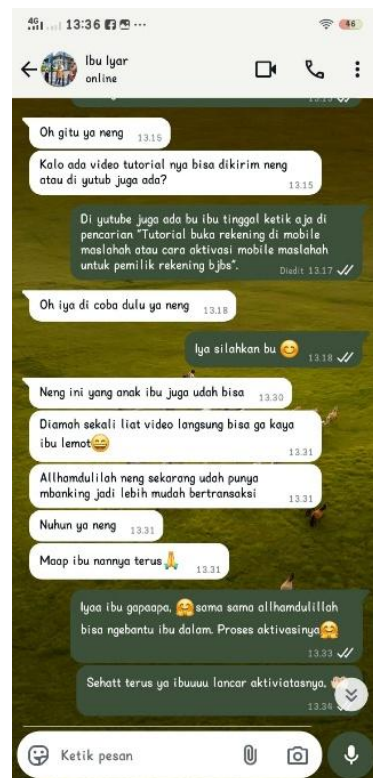 4G 13:36 ... 46
Ibu Iyar
online
Oh gitu ya neng 13.15
Kalo ada video tutorial nya bisa dikirim neng
atau di yutub juga ada? 13.15
Di yutube juga ada bu ibu tinggal ketik aja di
pencarian "Tutorial buka rekening di mobile
maslahah atau cara aktivasi mobile maslahah
untuk pemilik rekening bjbs". Diedit 13.17
Oh iya di coba dulu ya neng 13.18
Iya silahkan bu 😊 13.18
Neng ini yang anak ibu juga udah bisa 13.30
Diamah sekali liat video langsung bisa ga kaya
ibu lemot😄 13.31
Allhamdulilah neng sekarang udah punya
mbanking jadi lebih mudah bertransaksi 13.31
Nuhun ya neng 13.31
Maap ibu nannya terus🙏 13.31
Iyaa ibu gapaapa, 🤗sama sama allhamdulillah
bisa ngebantu ibu dalam. Proses aktivasinya🤗
13.33
Sehatt terus ya ibuuuu lancar aktiviatasnya,
13.34
Ketik pesan